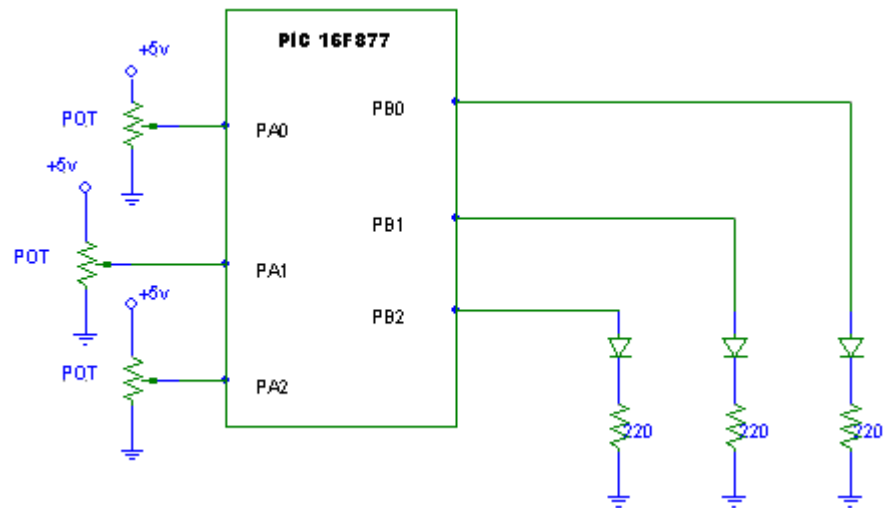 PIC 16F877
+5v
POT
PA0
PB0
+5v
POT
PA1
PB1
+5v
POT
PA2
PB2
220
220
220